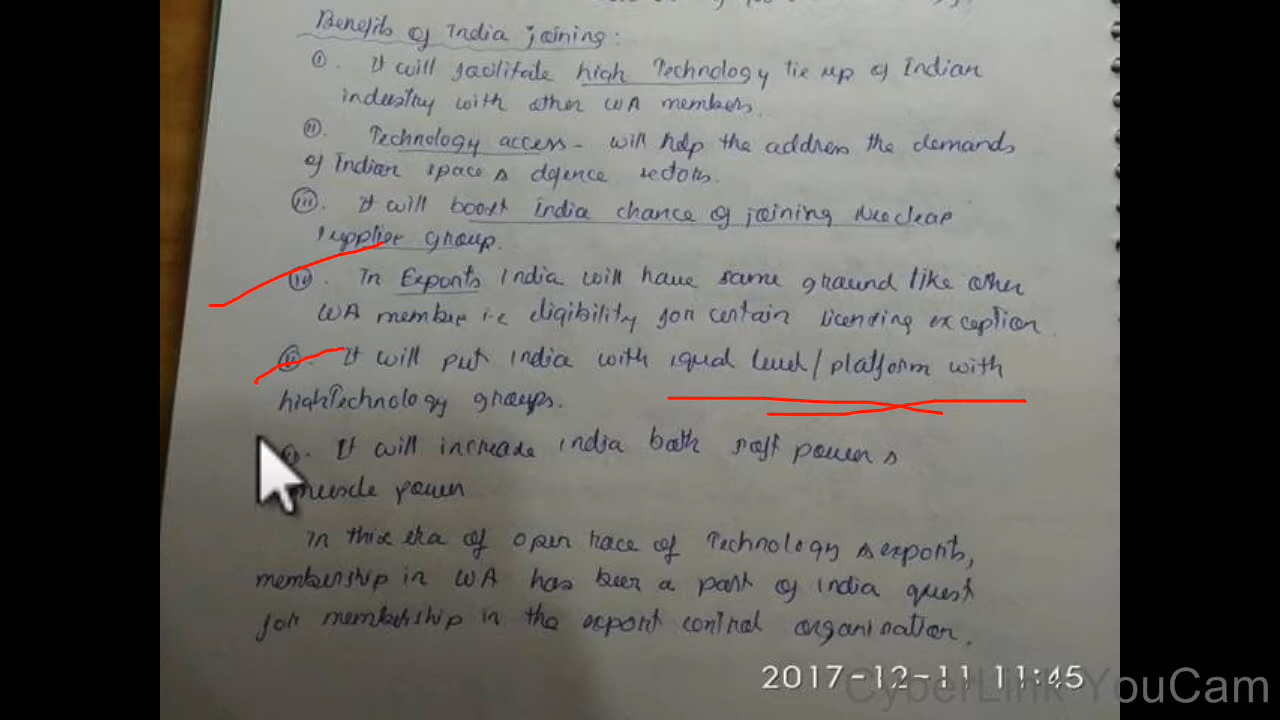 Benefits of India joining:
(i). It will facilitate high Technology tie up of Indian
industry with other WA members.
(ii). Technology access - will help the address the demands
of Indian space & defence sectors.
(iii). It will boost india chance of joining Nuclear
supplier group.
(iv). In Exports India will have same ground like other
WA member i.e eligibility for certain licensing exception.
(v). It will put India with equal level/platform with
highTechnology groups.
It will increase india both soft power &
muscle power
In this era of open race of Technology & exports,
membership in WA has been a part of India quest
for membership in the export control organisation.
2017-12-11 11:45
CyberLink YouCam